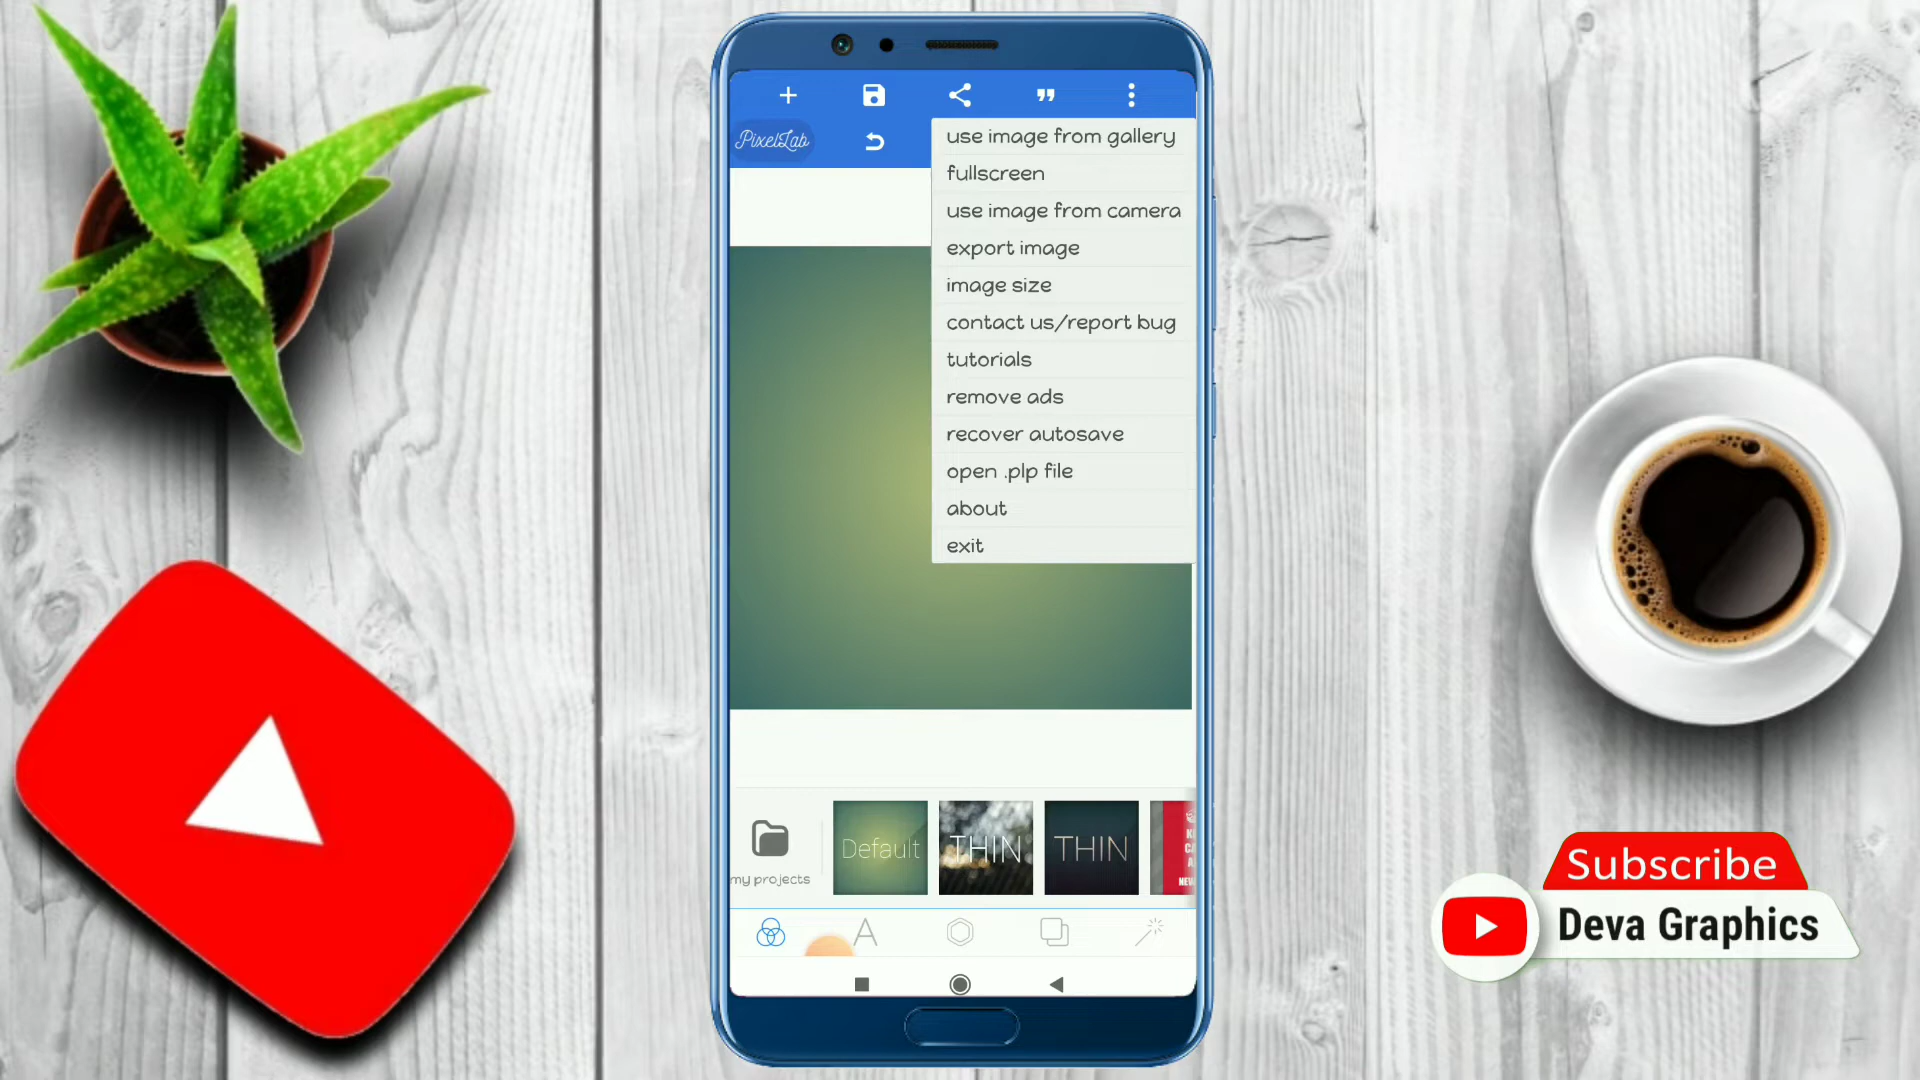 PixelLab
use image from gallery
fullscreen
use image from camera
export image
image size
contact us/report bug
tutorials
remove ads
recover autosave
open .plp file
about
exit
my projects
Default
THIN
THIN
Subscribe
Deva Graphics